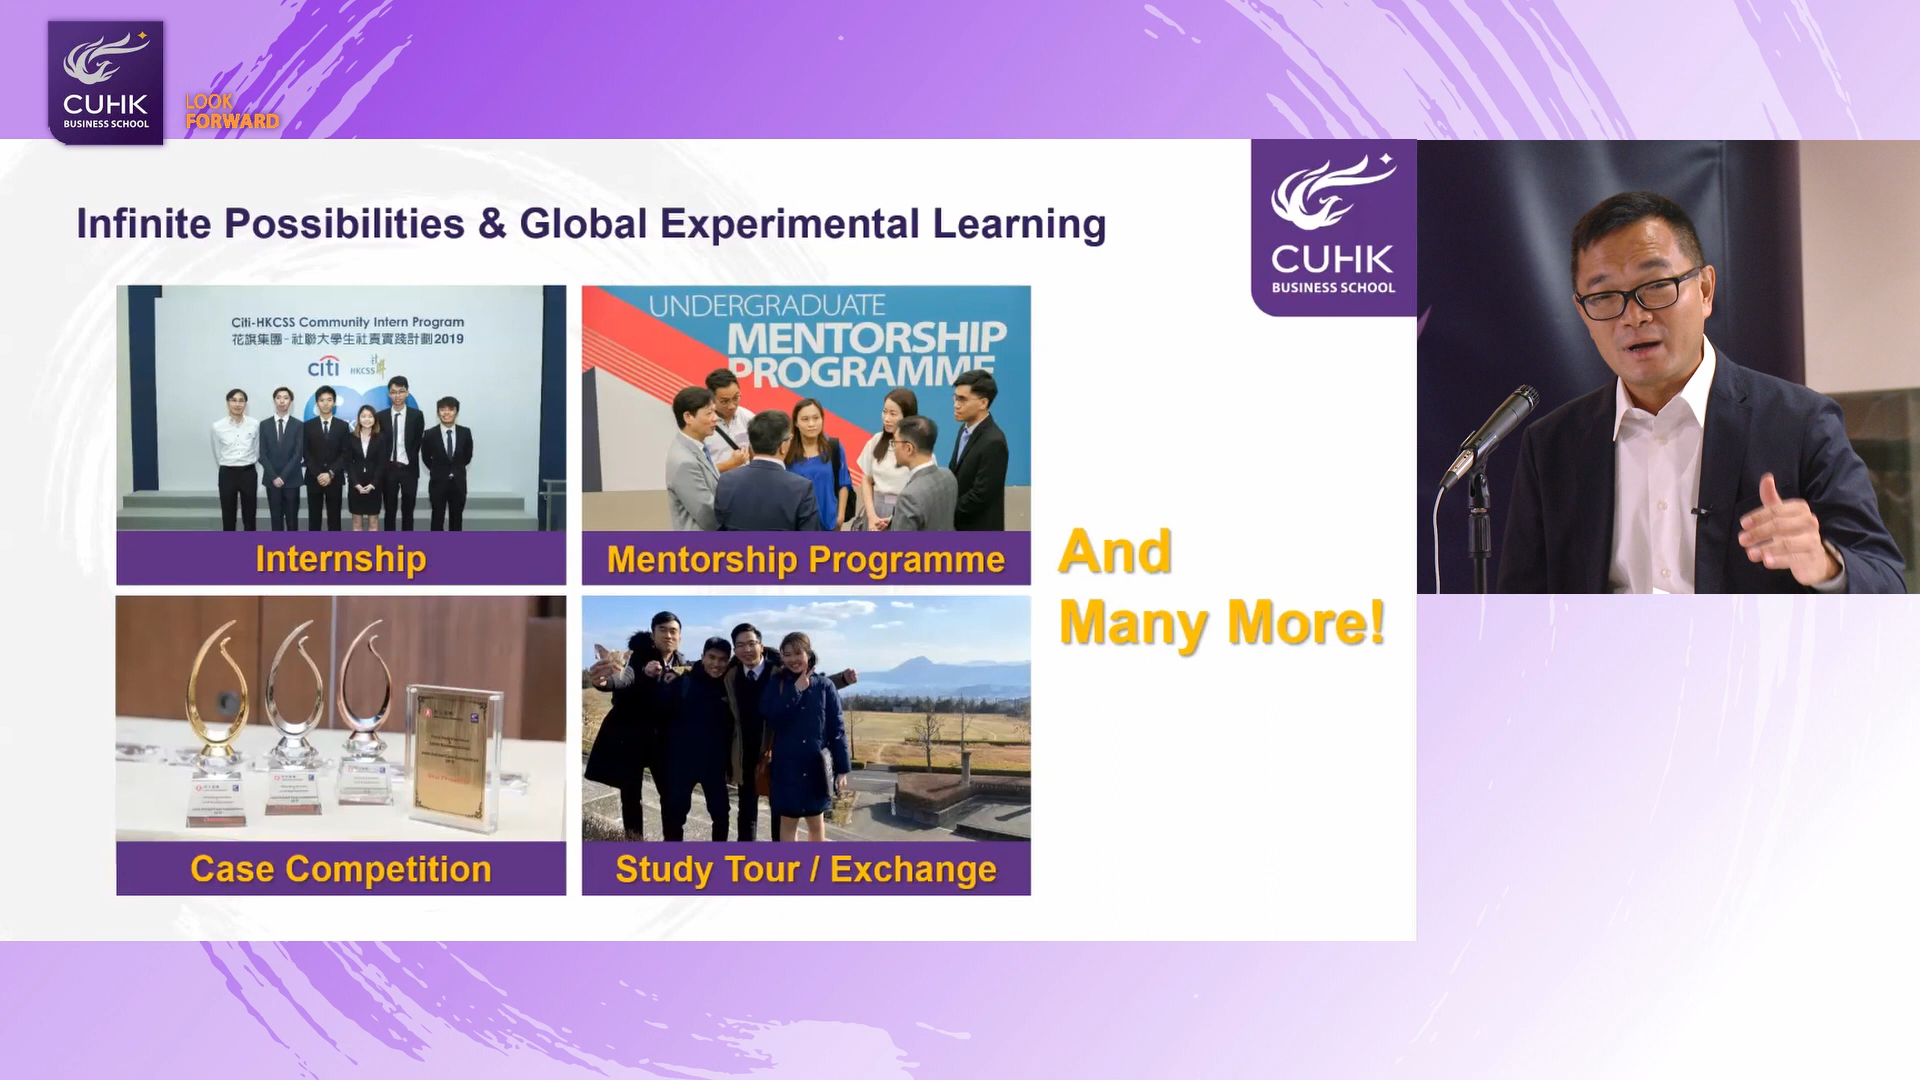 CUHK
BUSINESS SCHOOL
LOOK
FORWARD
Infinite Possibilities & Global Experimental Learning
CUHK
BUSINESS SCHOOL
Citi-HKCSS Community Intern Program
花旗集團-社聯大學生社責實踐計劃2019
citi
HKCSS
UNDERGRADUATE
MENTORSHIP
PROGRAMME
Internship
Mentorship Programme
And
Many More!
Case Competition
Study Tour / Exchange